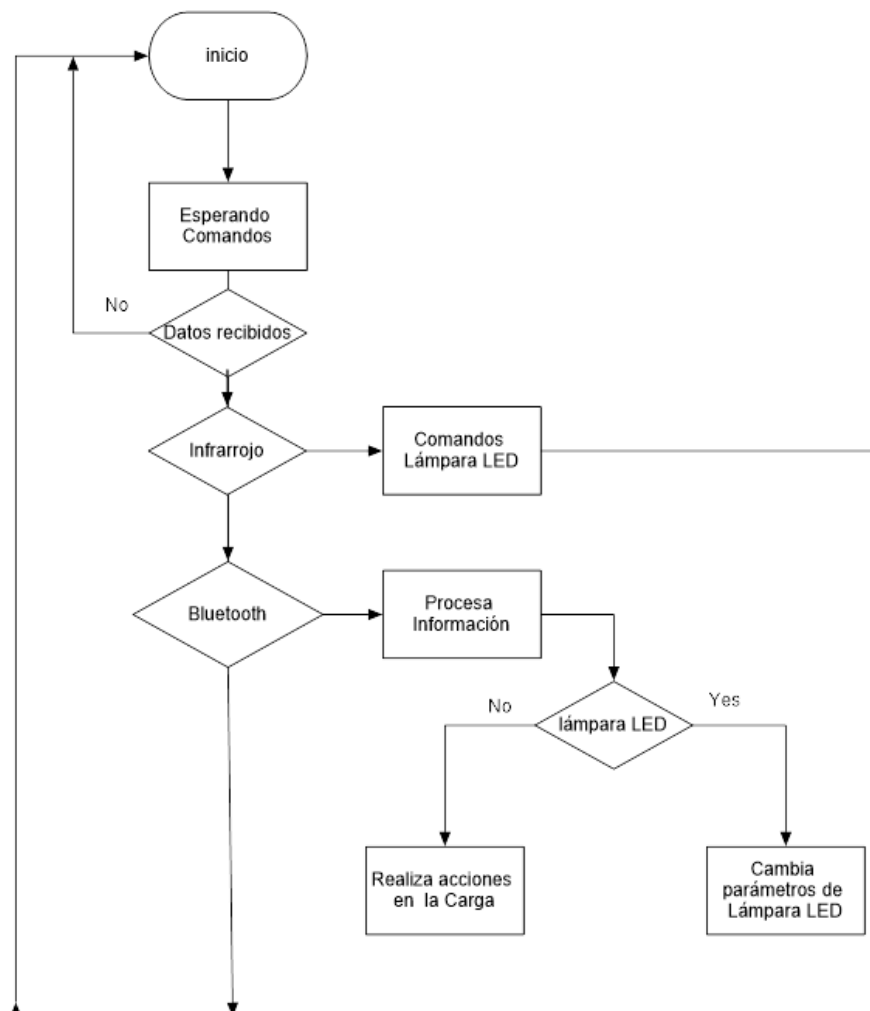 inicio
Esperando
Comandos
No
Datos recibidos
Infrarrojo
Comandos
Lámpara LED
Bluetooth
Procesa
Información
No
lámpara LED
Yes
Realiza acciones
en la Carga
Cambia
parámetros de
Lámpara LED